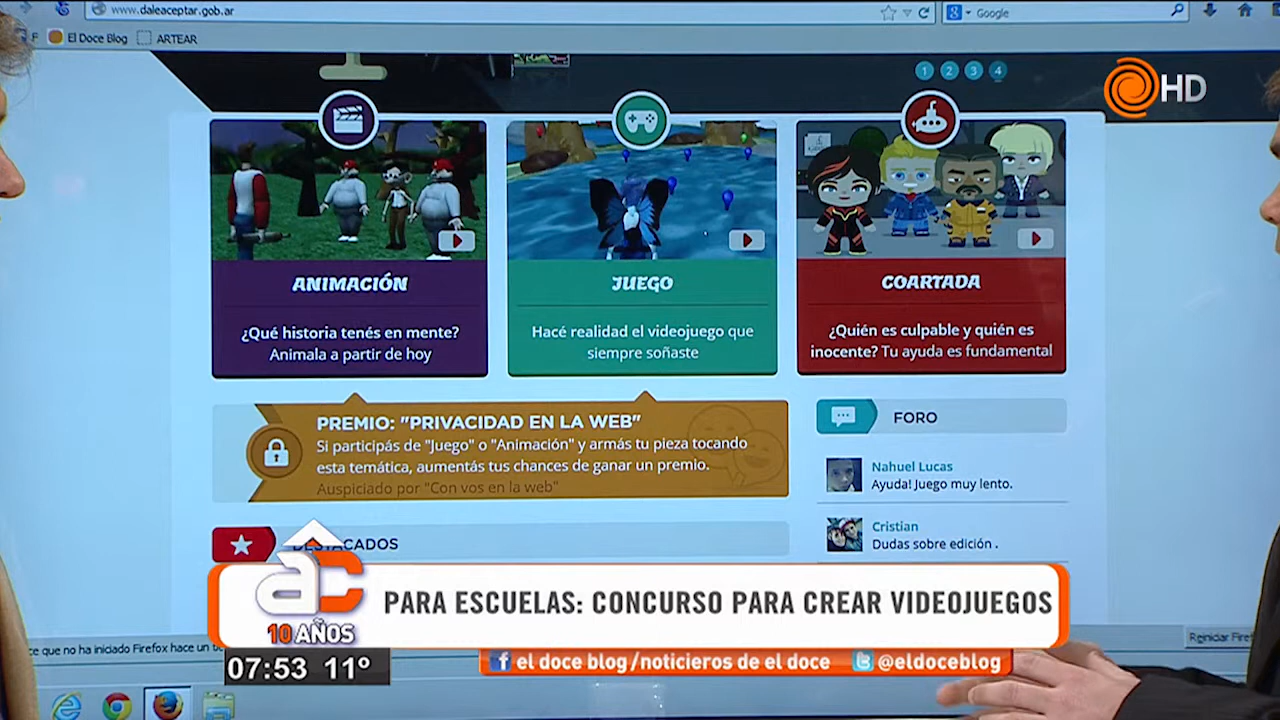 www.daleaceptar.gob.ar
Google
F
El Doce Blog
ARTEAR
1 2 3 4
HD
ANIMACIÓN
¿Qué historia tenés en mente?
Animala a partir de hoy
JUEGO
Hacé realidad el videojuego que
siempre soñaste
COARTADA
¿Quién es culpable y quién es
inocente? Tu ayuda es fundamental
PREMIO: "PRIVACIDAD EN LA WEB"
Si participás de "Juego" o "Animación" y armás tu pieza tocando
esta temática, aumentás tus chances de ganar un premio.
Auspiciado por "Con vos en la web"
FORO
Nahuel Lucas
Ayuda! Juego muy lento.
Cristian
Dudas sobre edición .
DESTACADOS
ac
10 AÑOS
PARA ESCUELAS: CONCURSO PARA CREAR VIDEOJUEGOS
ce que no ha iniciado Firefox hace un
Reiniciar Firef
07:53 11°
el doce blog/noticieros de el doce
@eldoceblog